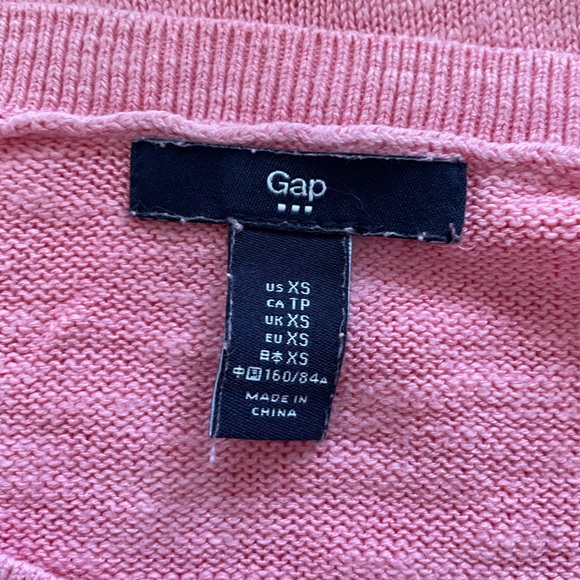 Gap
US XS
CA TP
UK XS
EU XS
日本 XS
中国 160/84A
MADE IN
CHINA